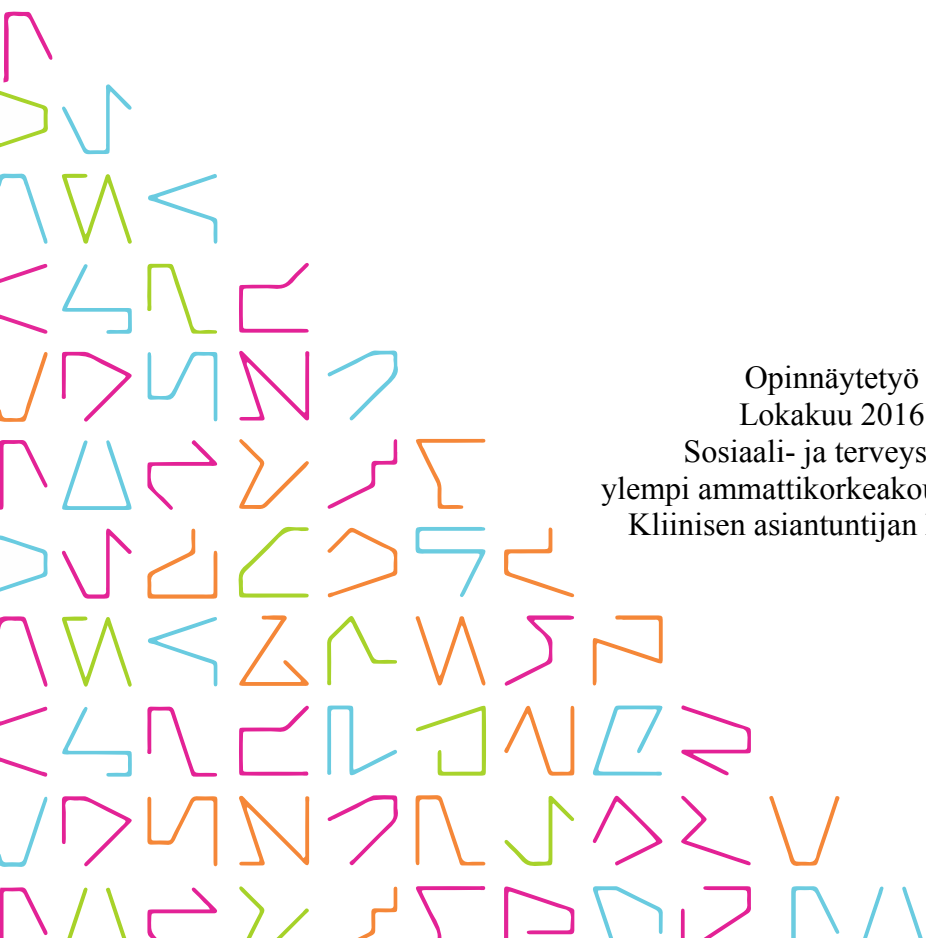 Opinnäytetyö
Lokakuu 2016
Sosiaali- ja terveys
ylempi ammattikorkeakou
Kliinisen asiantuntijan